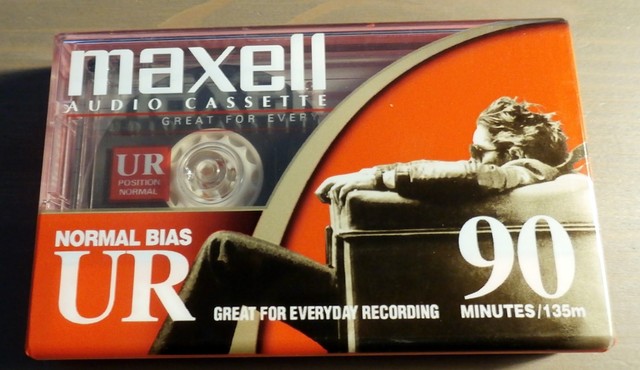 maxell
AUDIO CASSETTE
GREAT FOR EVERY
UR
POSITION
NORMAL
NORMAL BIAS
UR
GREAT FOR EVERYDAY RECORDING
90
MINUTES/135m